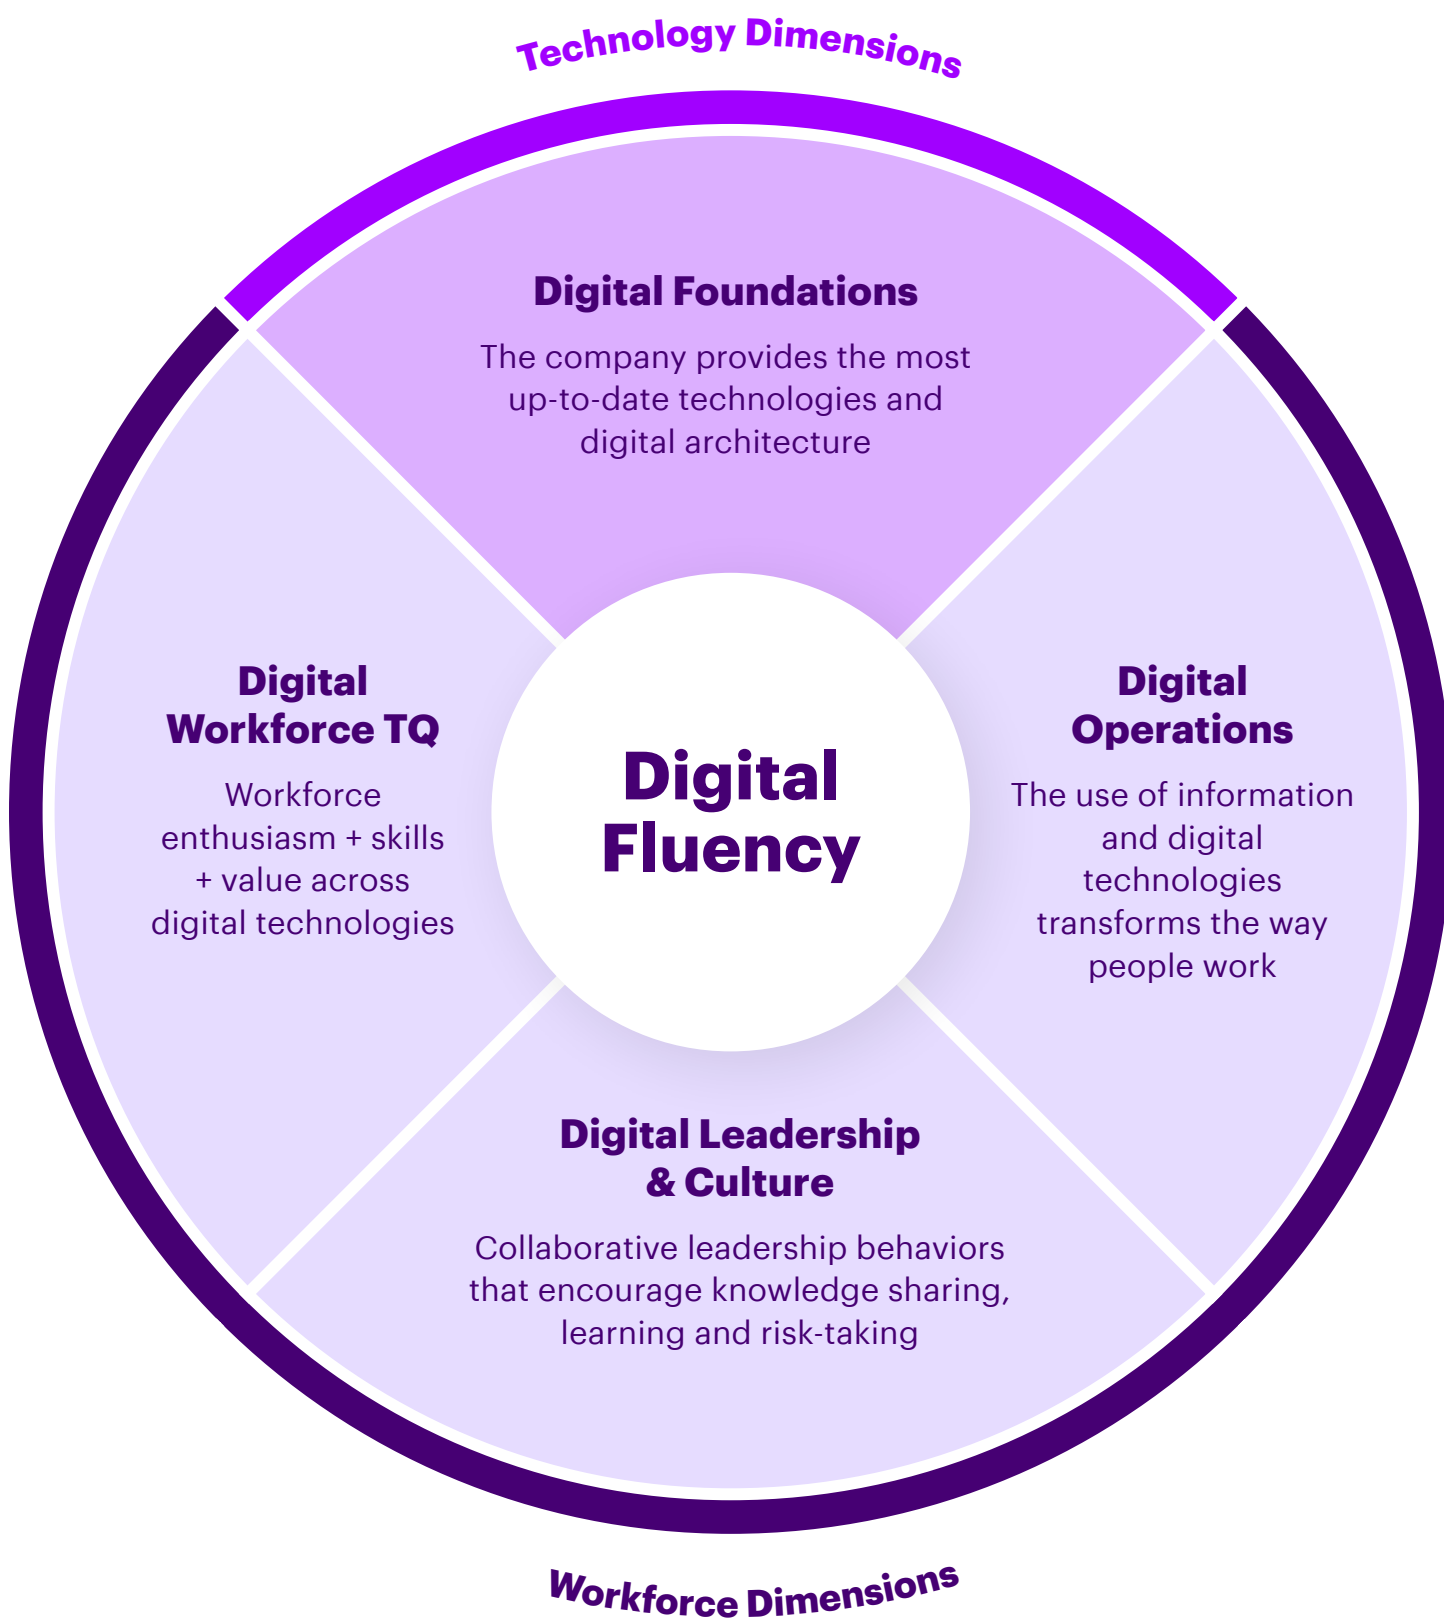 Technology Dimensions
Digital Foundations
The company provides the most
up-to-date technologies and
digital architecture
Digital
Workforce TQ
Workforce
enthusiasm + skills
+ value across
digital technologies
Digital
Fluency
Digital
Operations
The use of information
and digital
technologies
transforms the way
people work
Digital Leadership
& Culture
Collaborative leadership behaviors
that encourage knowledge sharing,
learning and risk-taking
Workforce Dimensions